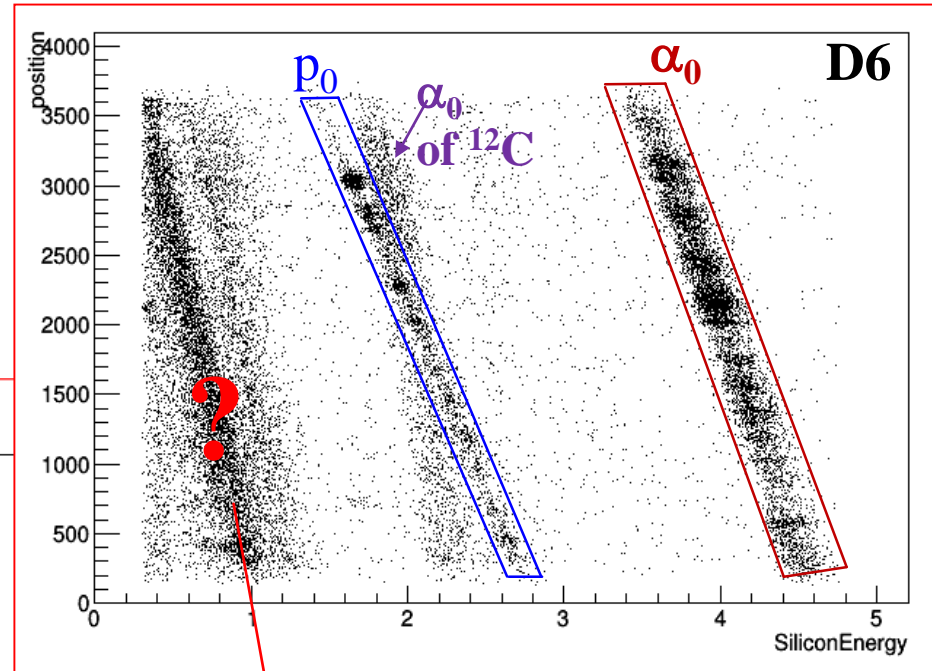 D6
p₀
α₀
of ¹²C
α₀
?
position
4000
3500
3000
2500
2000
1500
1000
500
0
0 1 2 3 4 5
SiliconEnergy